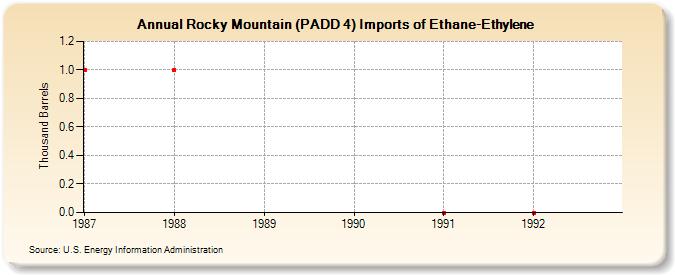 Annual Rocky Mountain (PADD 4) Imports of Ethane-Ethylene
Thousand Barrels
1.2
1.0
0.8
0.6
0.4
0.2
0.0
1987 1988 1989 1990 1991 1992
Source: U.S. Energy Information Administration